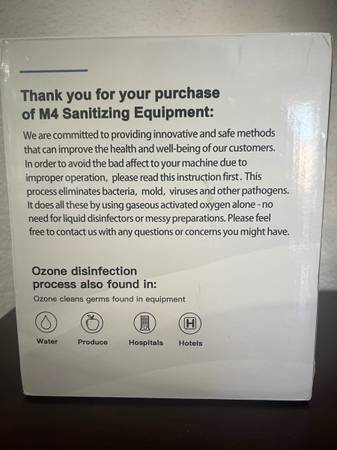 Thank you for your purchase
of M4 Sanitizing Equipment:
We are committed to providing innovative and safe methods
that can improve the health and well-being of our customers.
In order to avoid the bad affect to your machine due to
improper operation, please read this instruction first. This
process eliminates bacteria, mold, viruses and other pathogens.
It does all these by using gaseous activated oxygen alone - no
need for liquid disinfectors or messy preparations. Please feel
free to contact us with any questions or concerns you might have.
Ozone disinfection
process also found in:
Ozone cleans germs found in equipment
H
Water Produce Hospitals Hotels